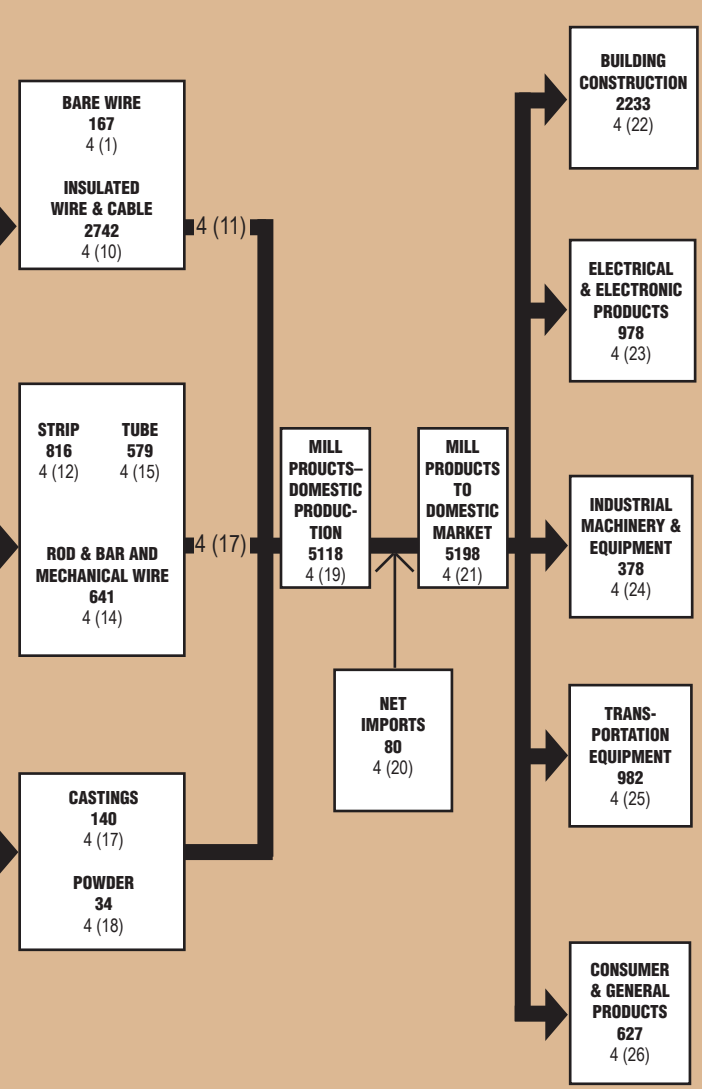 BARE WIRE
167
4 (1)
INSULATED
WIRE & CABLE
2742
4 (10)
4 (11)
STRIP
816
4 (12)
TUBE
579
4 (15)
ROD & BAR AND
MECHANICAL WIRE
641
4 (14)
4 (17)
CASTINGS
140
4 (17)
POWDER
34
4 (18)
MILL
PROUCTS–
DOMESTIC
PRODUC-
TION
5118
4 (19)
NET
IMPORTS
80
4 (20)
MILL
PRODUCTS
TO
DOMESTIC
MARKET
5198
4 (21)
BUILDING
CONSTRUCTION
2233
4 (22)
ELECTRICAL
& ELECTRONIC
PRODUCTS
978
4 (23)
INDUSTRIAL
MACHINERY &
EQUIPMENT
378
4 (24)
TRANS-
PORTATION
EQUIPMENT
982
4 (25)
CONSUMER
& GENERAL
PRODUCTS
627
4 (26)